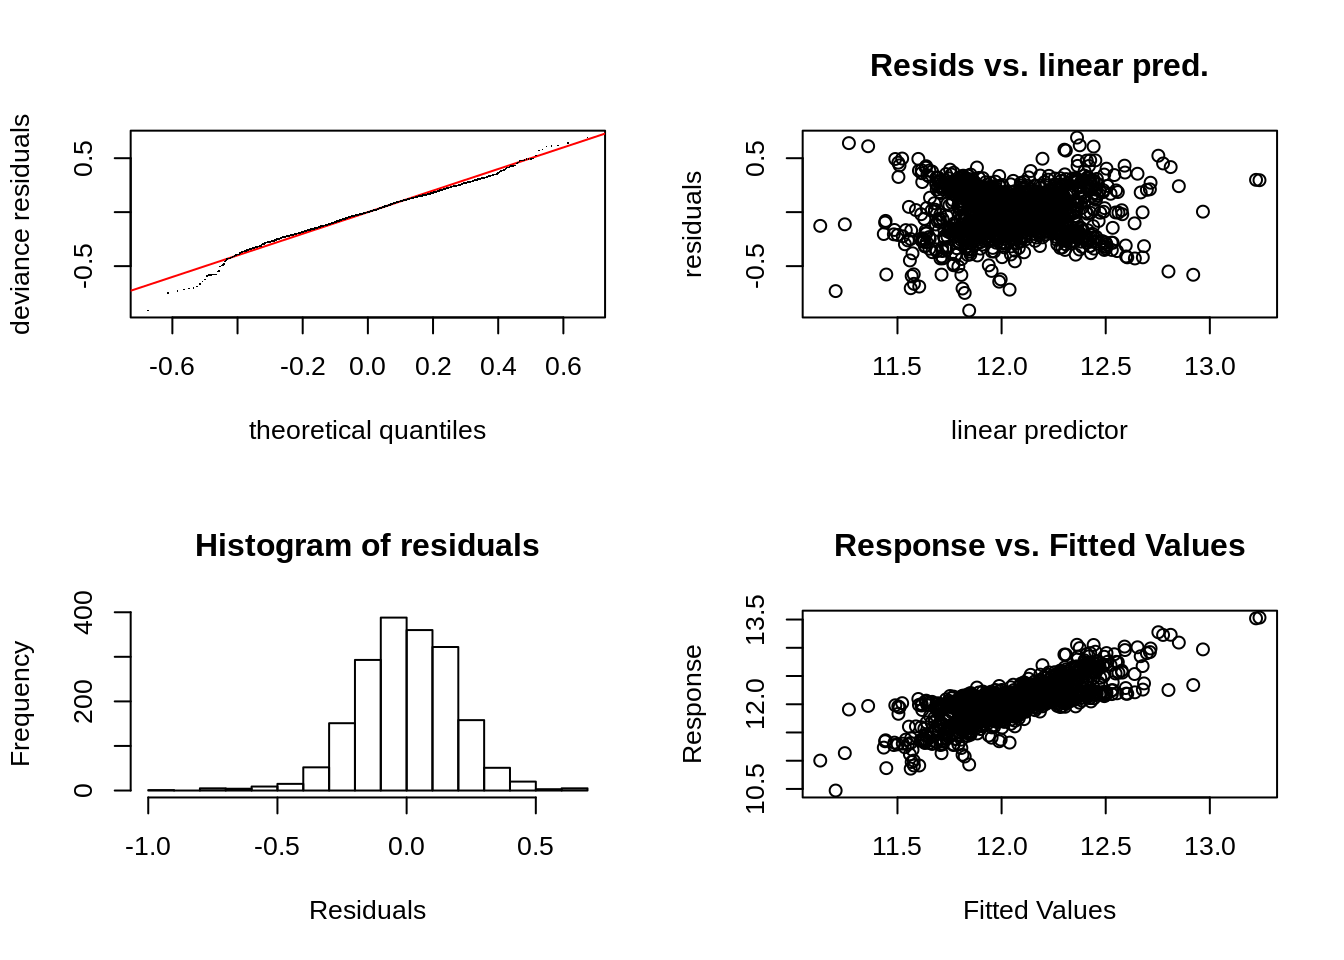 deviance residuals
0.5
-0.5
-0.6 -0.2 0.0 0.2 0.4 0.6
theoretical quantiles
Resids vs. linear pred.
residuals
0.5
-0.5
11.5 12.0 12.5 13.0
linear predictor
Histogram of residuals
Frequency
400
200
0
-1.0 -0.5 0.0 0.5
Residuals
Response vs. Fitted Values
Response
13.5
12.0
10.5
11.5 12.0 12.5 13.0
Fitted Values